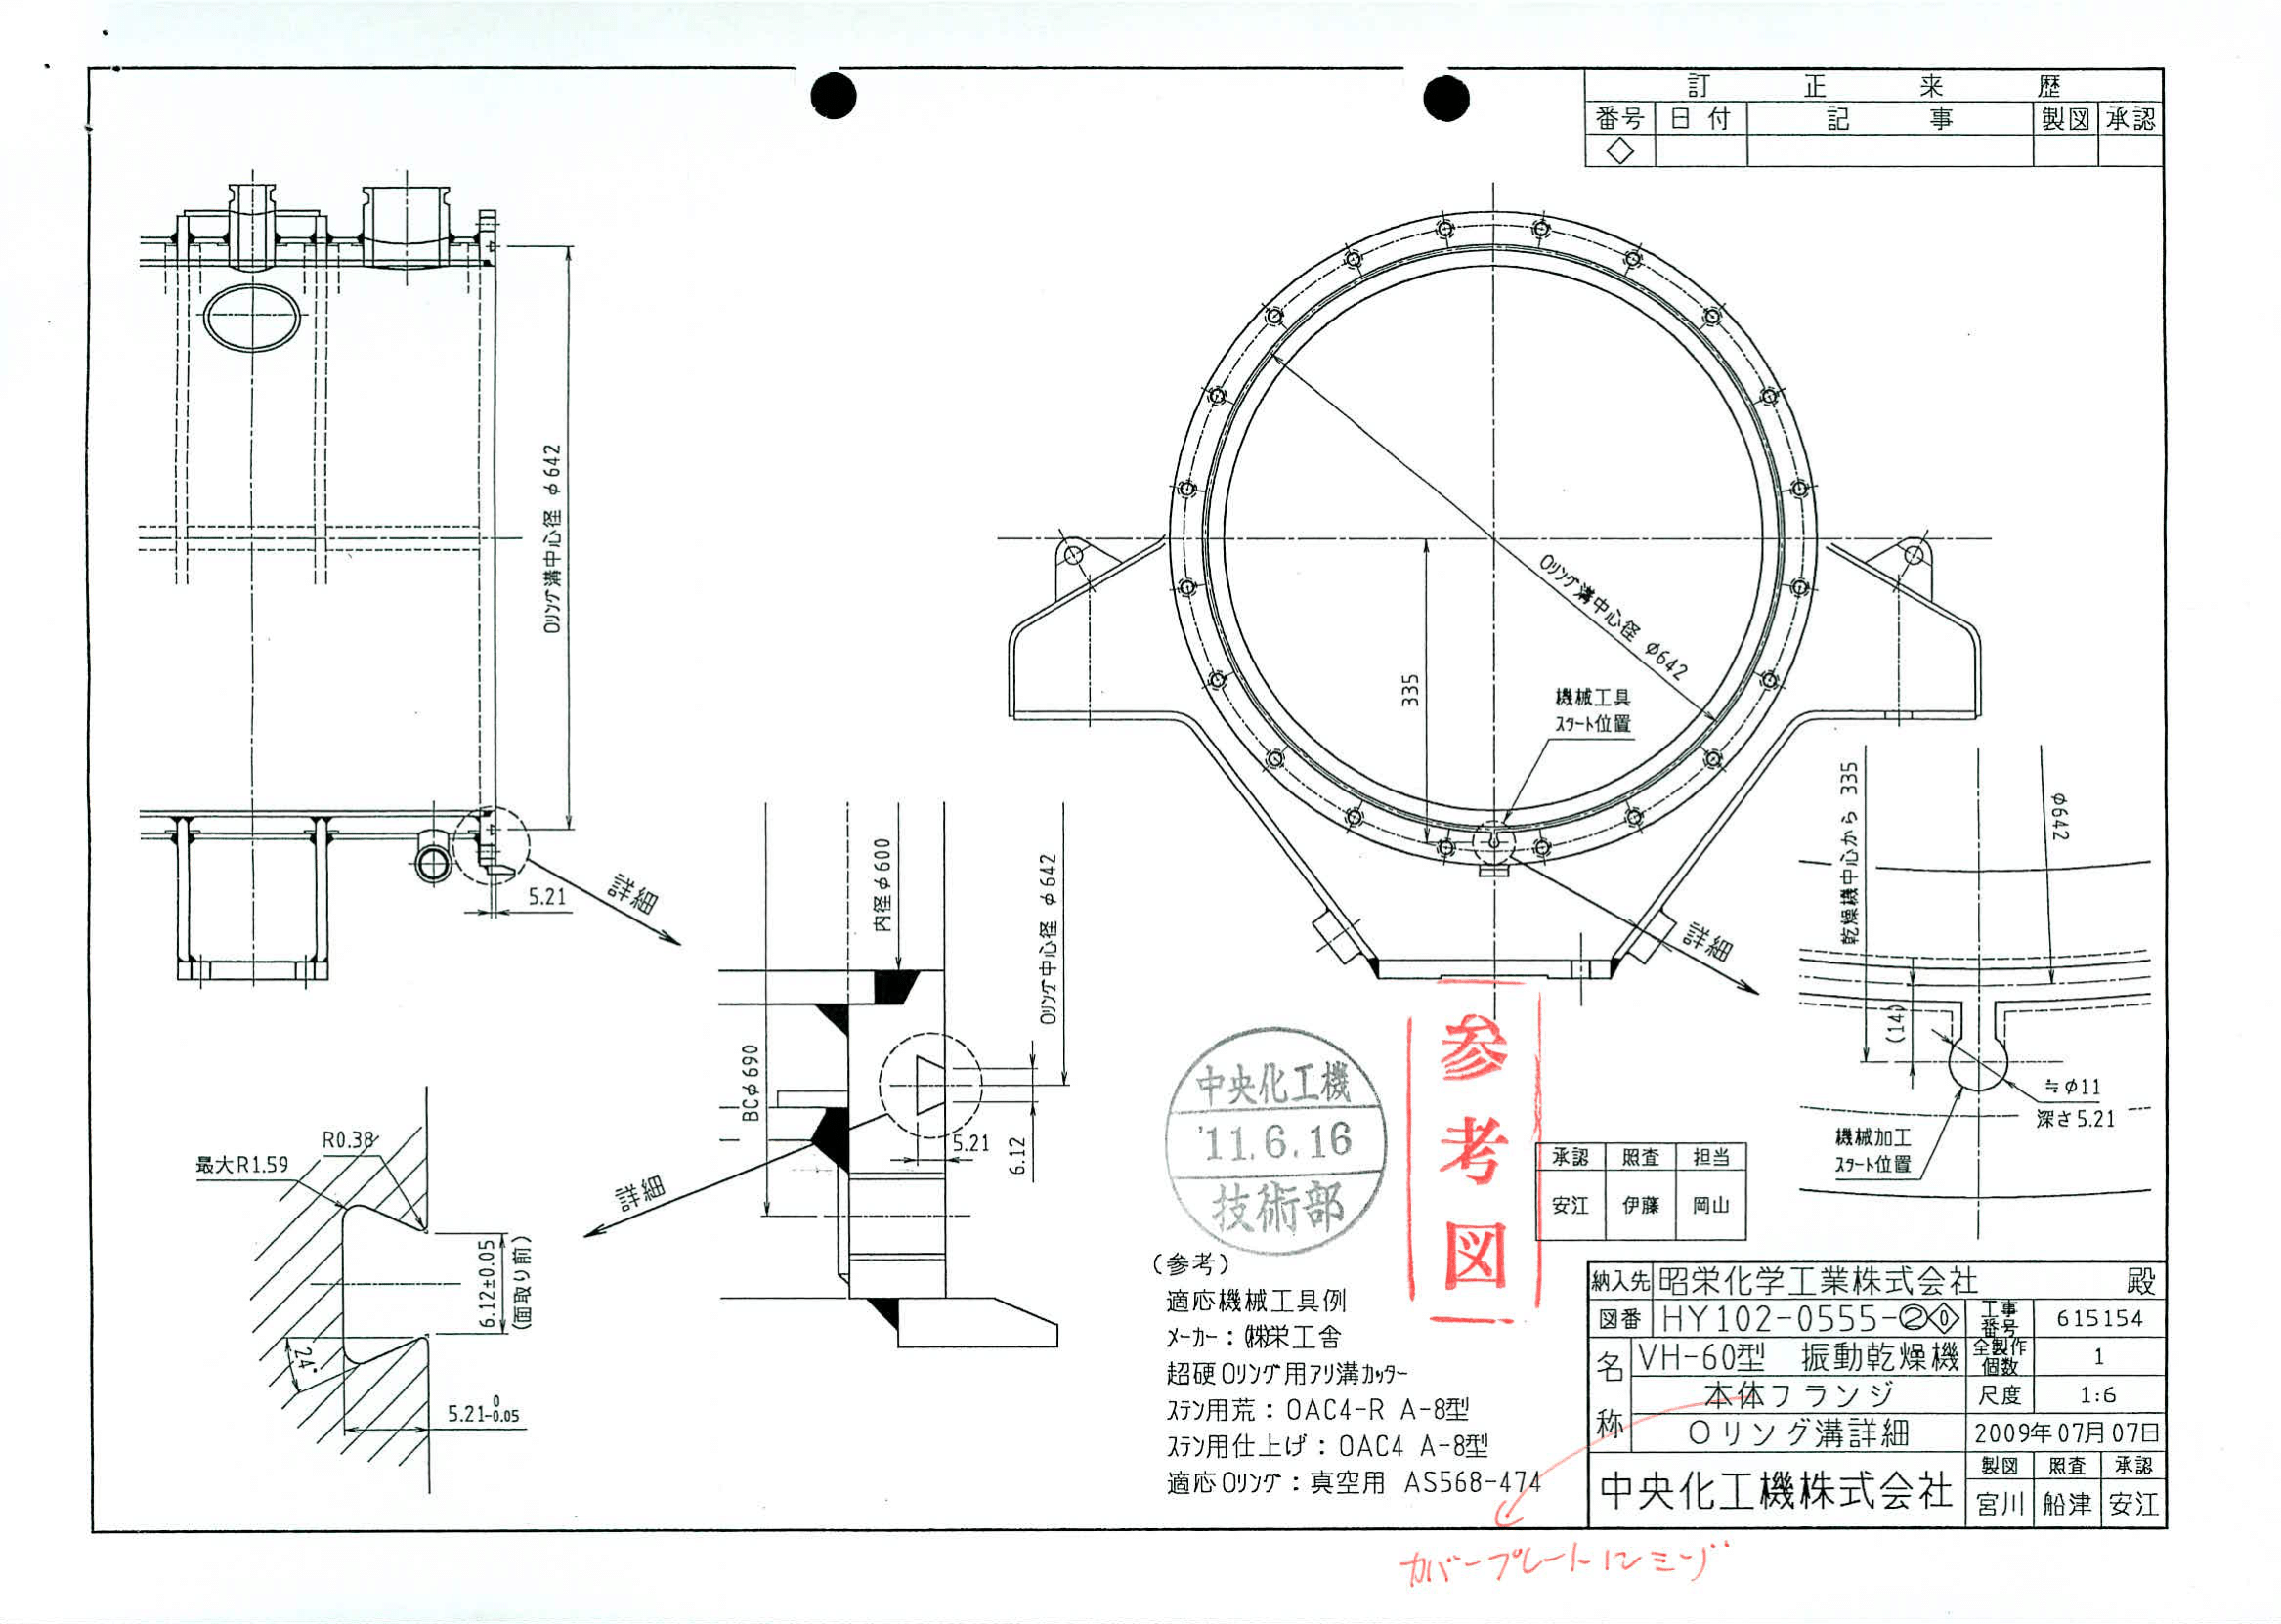 訂正来歴
番号 日付 記事 製図 承認
Oリング溝中心径 φ642
5.21
詳細
Oリング溝中心径 φ642
335
機械工具
スタート位置
詳細
乾燥機中心から 335
φ642
(14)
≒φ11
深さ5.21
機械加工
スタート位置
内径φ600
Oリング中心径 φ642
BCφ690
5.21
6.12
詳細
R0.38
最大R1.59
6.12±0.05
(面取り前)
24°
5.21 0 -0.05
中央化工機
'11.6.16
技術部
参考図
承認 照査 担当
安江 伊藤 岡山
(参考)
適応機械工具例
メーカー:㈱栄工舎
超硬Oリング用アリ溝カッター
ステン用荒:OAC4-R A-8型
ステン用仕上げ:OAC4 A-8型
適応Oリング:真空用 AS568-474
納入先 昭栄化学工業株式会社 殿
図番 HY102-0555-②0 工事番号 615154
名称 VH-60型 振動乾燥機 全製作個数 1
本体フランジ 尺度 1:6
Oリング溝詳細 2009年07月07日
中央化工機株式会社 製図 照査 承認
宮川 船津 安江
カバープレートにミゾ